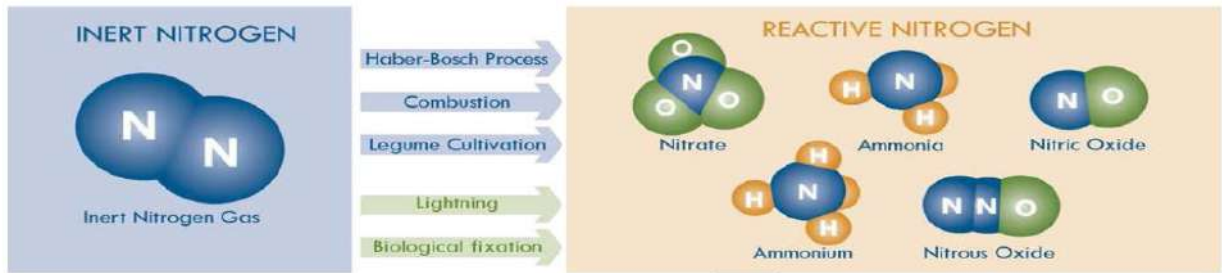 INERT NITROGEN
N
N
Inert Nitrogen Gas
Haber-Bosch Process
Combustion
Legume Cultivation
Lightning
Biological fixation
REACTIVE NITROGEN
O
N
O
O
Nitrate
N
H
H
Ammonia
N
O
Nitric Oxide
H
H
N
H
Ammonium
N
N
O
Nitrous Oxide